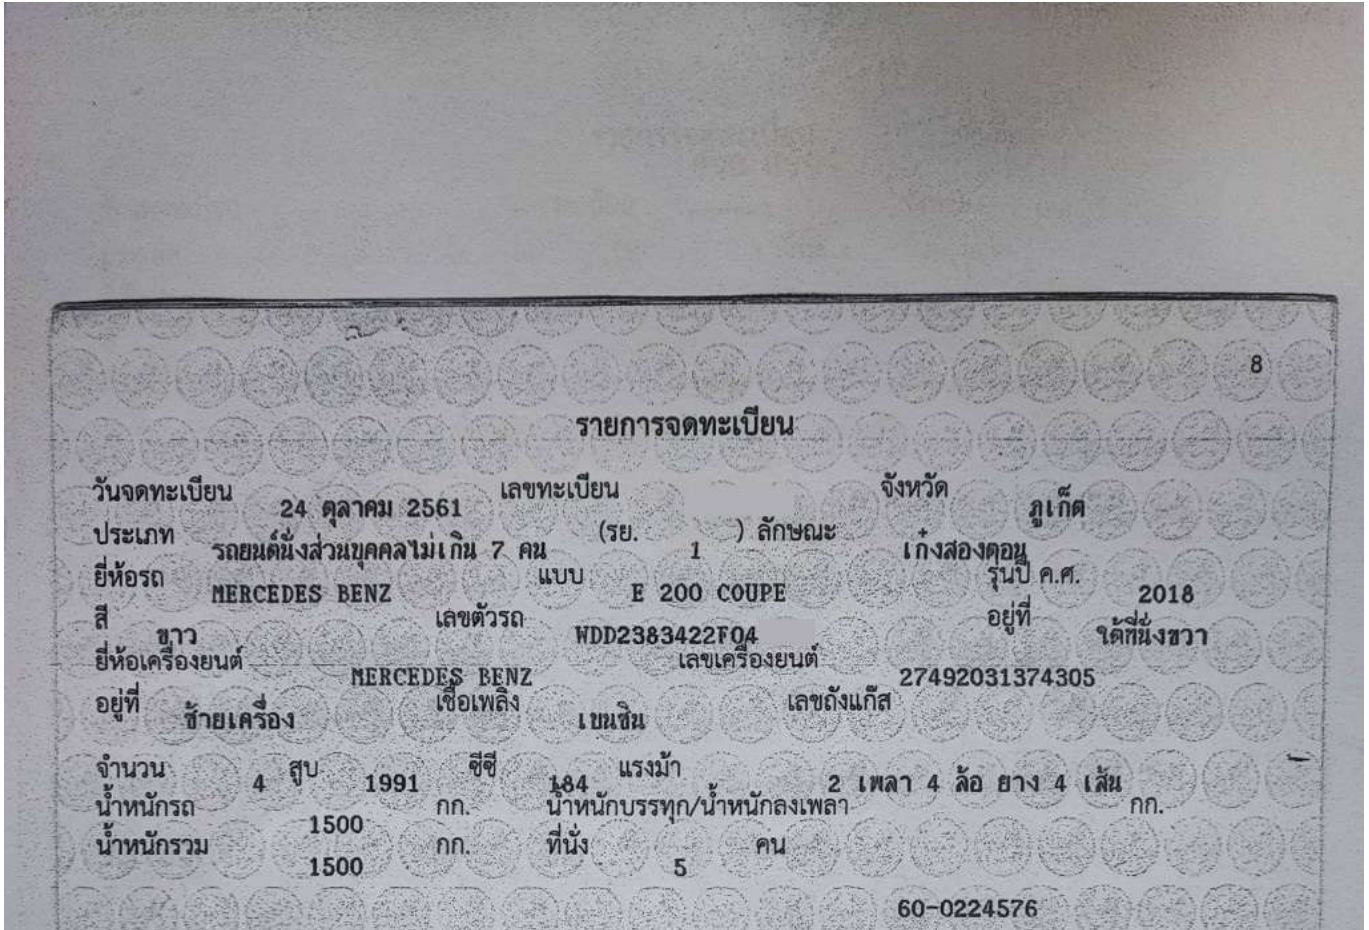 8
รายการจดทะเบียน
วันจดทะเบียน 24 ตุลาคม 2561 เลขทะเบียน จังหวัด ภูเก็ต
ประเภท รถยนต์นั่งส่วนบุคคลไม่เกิน 7 คน (รย. 1 ) ลักษณะ เก๋งสองตอน
ยี่ห้อรถ MERCEDES BENZ แบบ E 200 COUPE รุ่นปี ค.ศ. 2018
สี ขาว เลขตัวรถ WDD2383422F04 อยู่ที่ ใต้ที่นั่งขวา
ยี่ห้อเครื่องยนต์ MERCEDES BENZ เลขเครื่องยนต์ 27492031374305
อยู่ที่ ซ้ายเครื่อง เชื้อเพลิง เบนซิน เลขถังแก๊ส
จำนวน 4 สูบ 1991 ซีซี 184 แรงม้า 2 เพลา 4 ล้อ ยาง 4 เส้น
น้ำหนักรถ 1500 กก. น้ำหนักบรรทุก/น้ำหนักลงเพลา กก.
น้ำหนักรวม 1500 กก. ที่นั่ง 5 คน
60-0224576